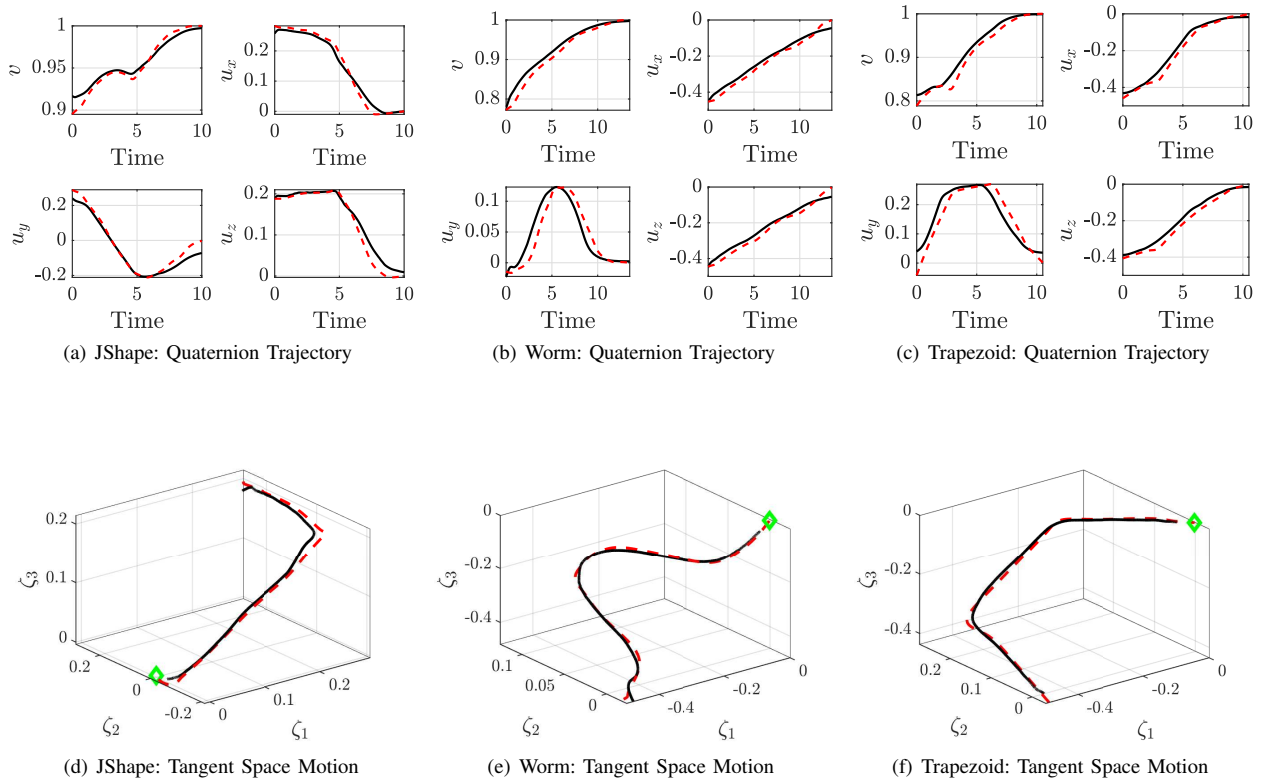 1
0.95
0.9
v
0 5 10
Time
0.2
0.1
0
u_x
0 5 10
Time
1
0.9
0.8
v
0 5 10
Time
0
-0.2
-0.4
u_x
0 5 10
Time
1
0.9
0.8
v
0 5 10
Time
0
-0.2
-0.4
u_x
0 5 10
Time
0.2
0
-0.2
u_y
0 5 10
Time
0.2
0.1
0
u_z
0 5 10
Time
0.1
0.05
0
u_y
0 5 10
Time
0
-0.2
-0.4
u_z
0 5 10
Time
0.2
0.1
0
u_y
0 5 10
Time
0
-0.2
-0.4
u_z
0 5 10
Time
(a) JShape: Quaternion Trajectory
(b) Worm: Quaternion Trajectory
(c) Trapezoid: Quaternion Trajectory
0.2
0.1
0
ζ_3
0.2 0 -0.2
ζ_2
0 0.1 0.2
ζ_1
0
-0.2
-0.4
ζ_3
0.1 0.05 0
ζ_2
-0.4 -0.2 0
ζ_1
0
-0.2
-0.4
ζ_3
0.2 0.1 0
ζ_2
-0.4 -0.2 0
ζ_1
(d) JShape: Tangent Space Motion
(e) Worm: Tangent Space Motion
(f) Trapezoid: Tangent Space Motion